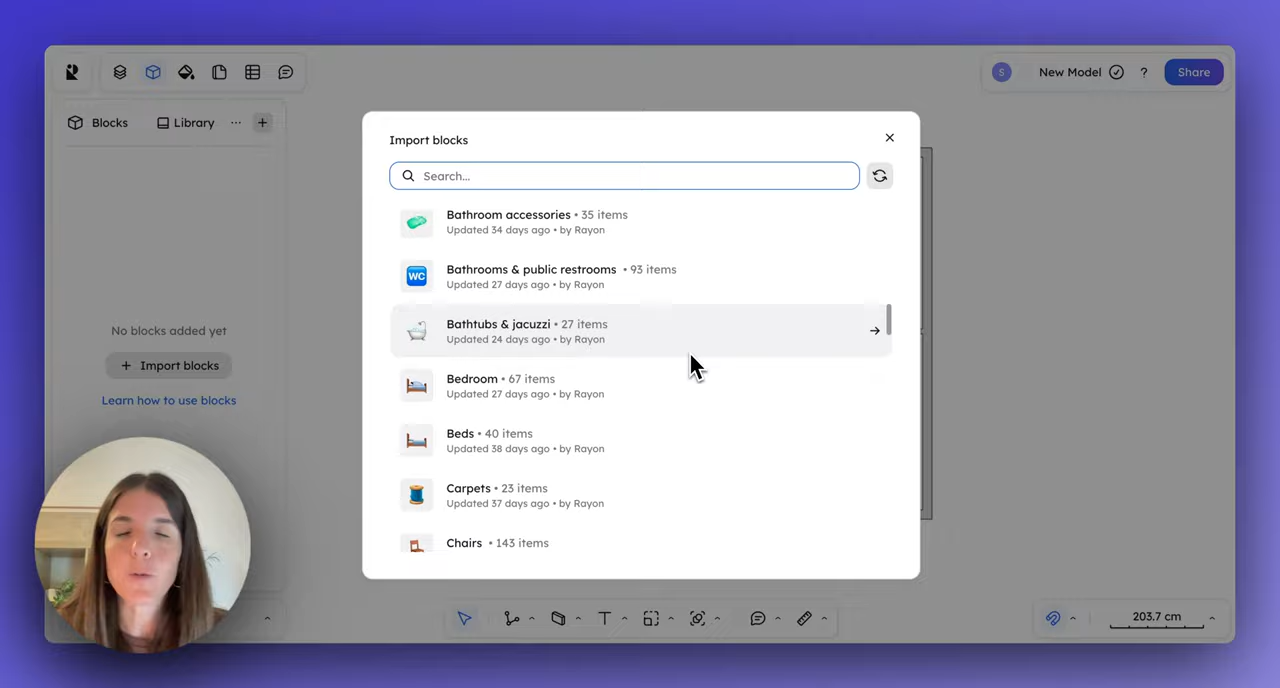 New Model
?
Share
S
Blocks
Library
...
+
Import blocks
Search...
Bathroom accessories • 35 items
Updated 34 days ago • by Rayon
WC
Bathrooms & public restrooms • 93 items
Updated 27 days ago • by Rayon
Bathtubs & jacuzzi • 27 items
Updated 24 days ago • by Rayon
Bedroom • 67 items
Updated 27 days ago • by Rayon
Beds • 40 items
Updated 38 days ago • by Rayon
Carpets • 23 items
Updated 37 days ago • by Rayon
Chairs • 143 items
No blocks added yet
+ Import blocks
Learn how to use blocks
203.7 cm